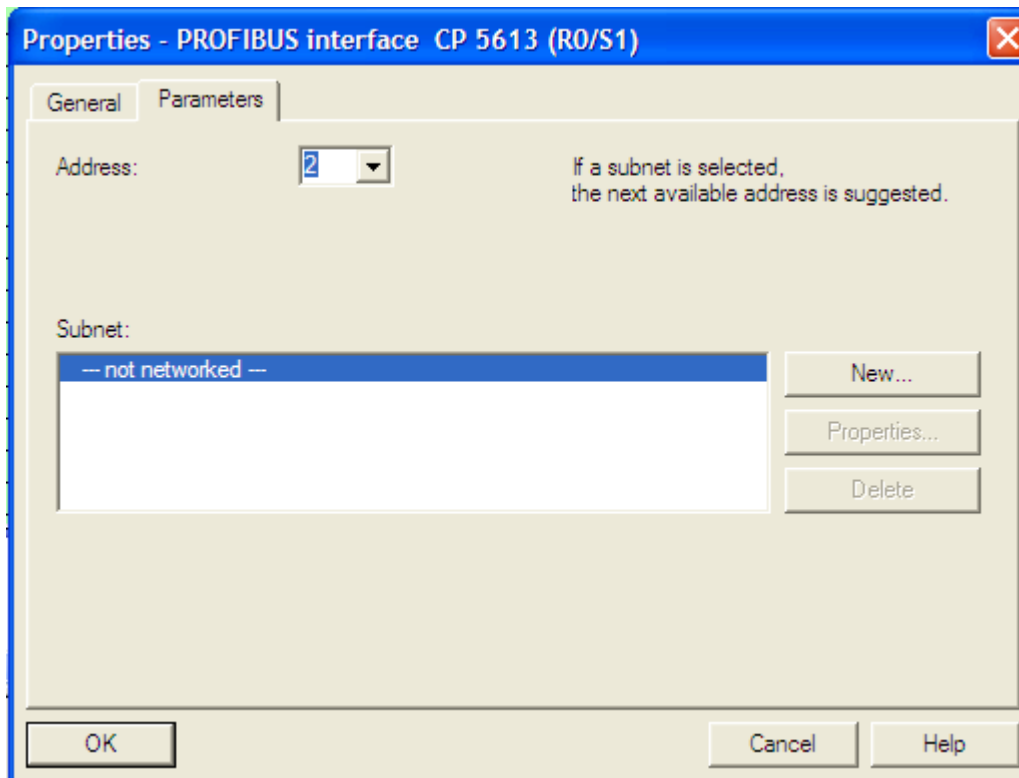 Properties - PROFIBUS interface CP 5613 (R0/S1)
General Parameters
Address: 2 If a subnet is selected,
the next available address is suggested.
Subnet:
--- not networked ---
New...
Properties...
Delete
OK Cancel Help